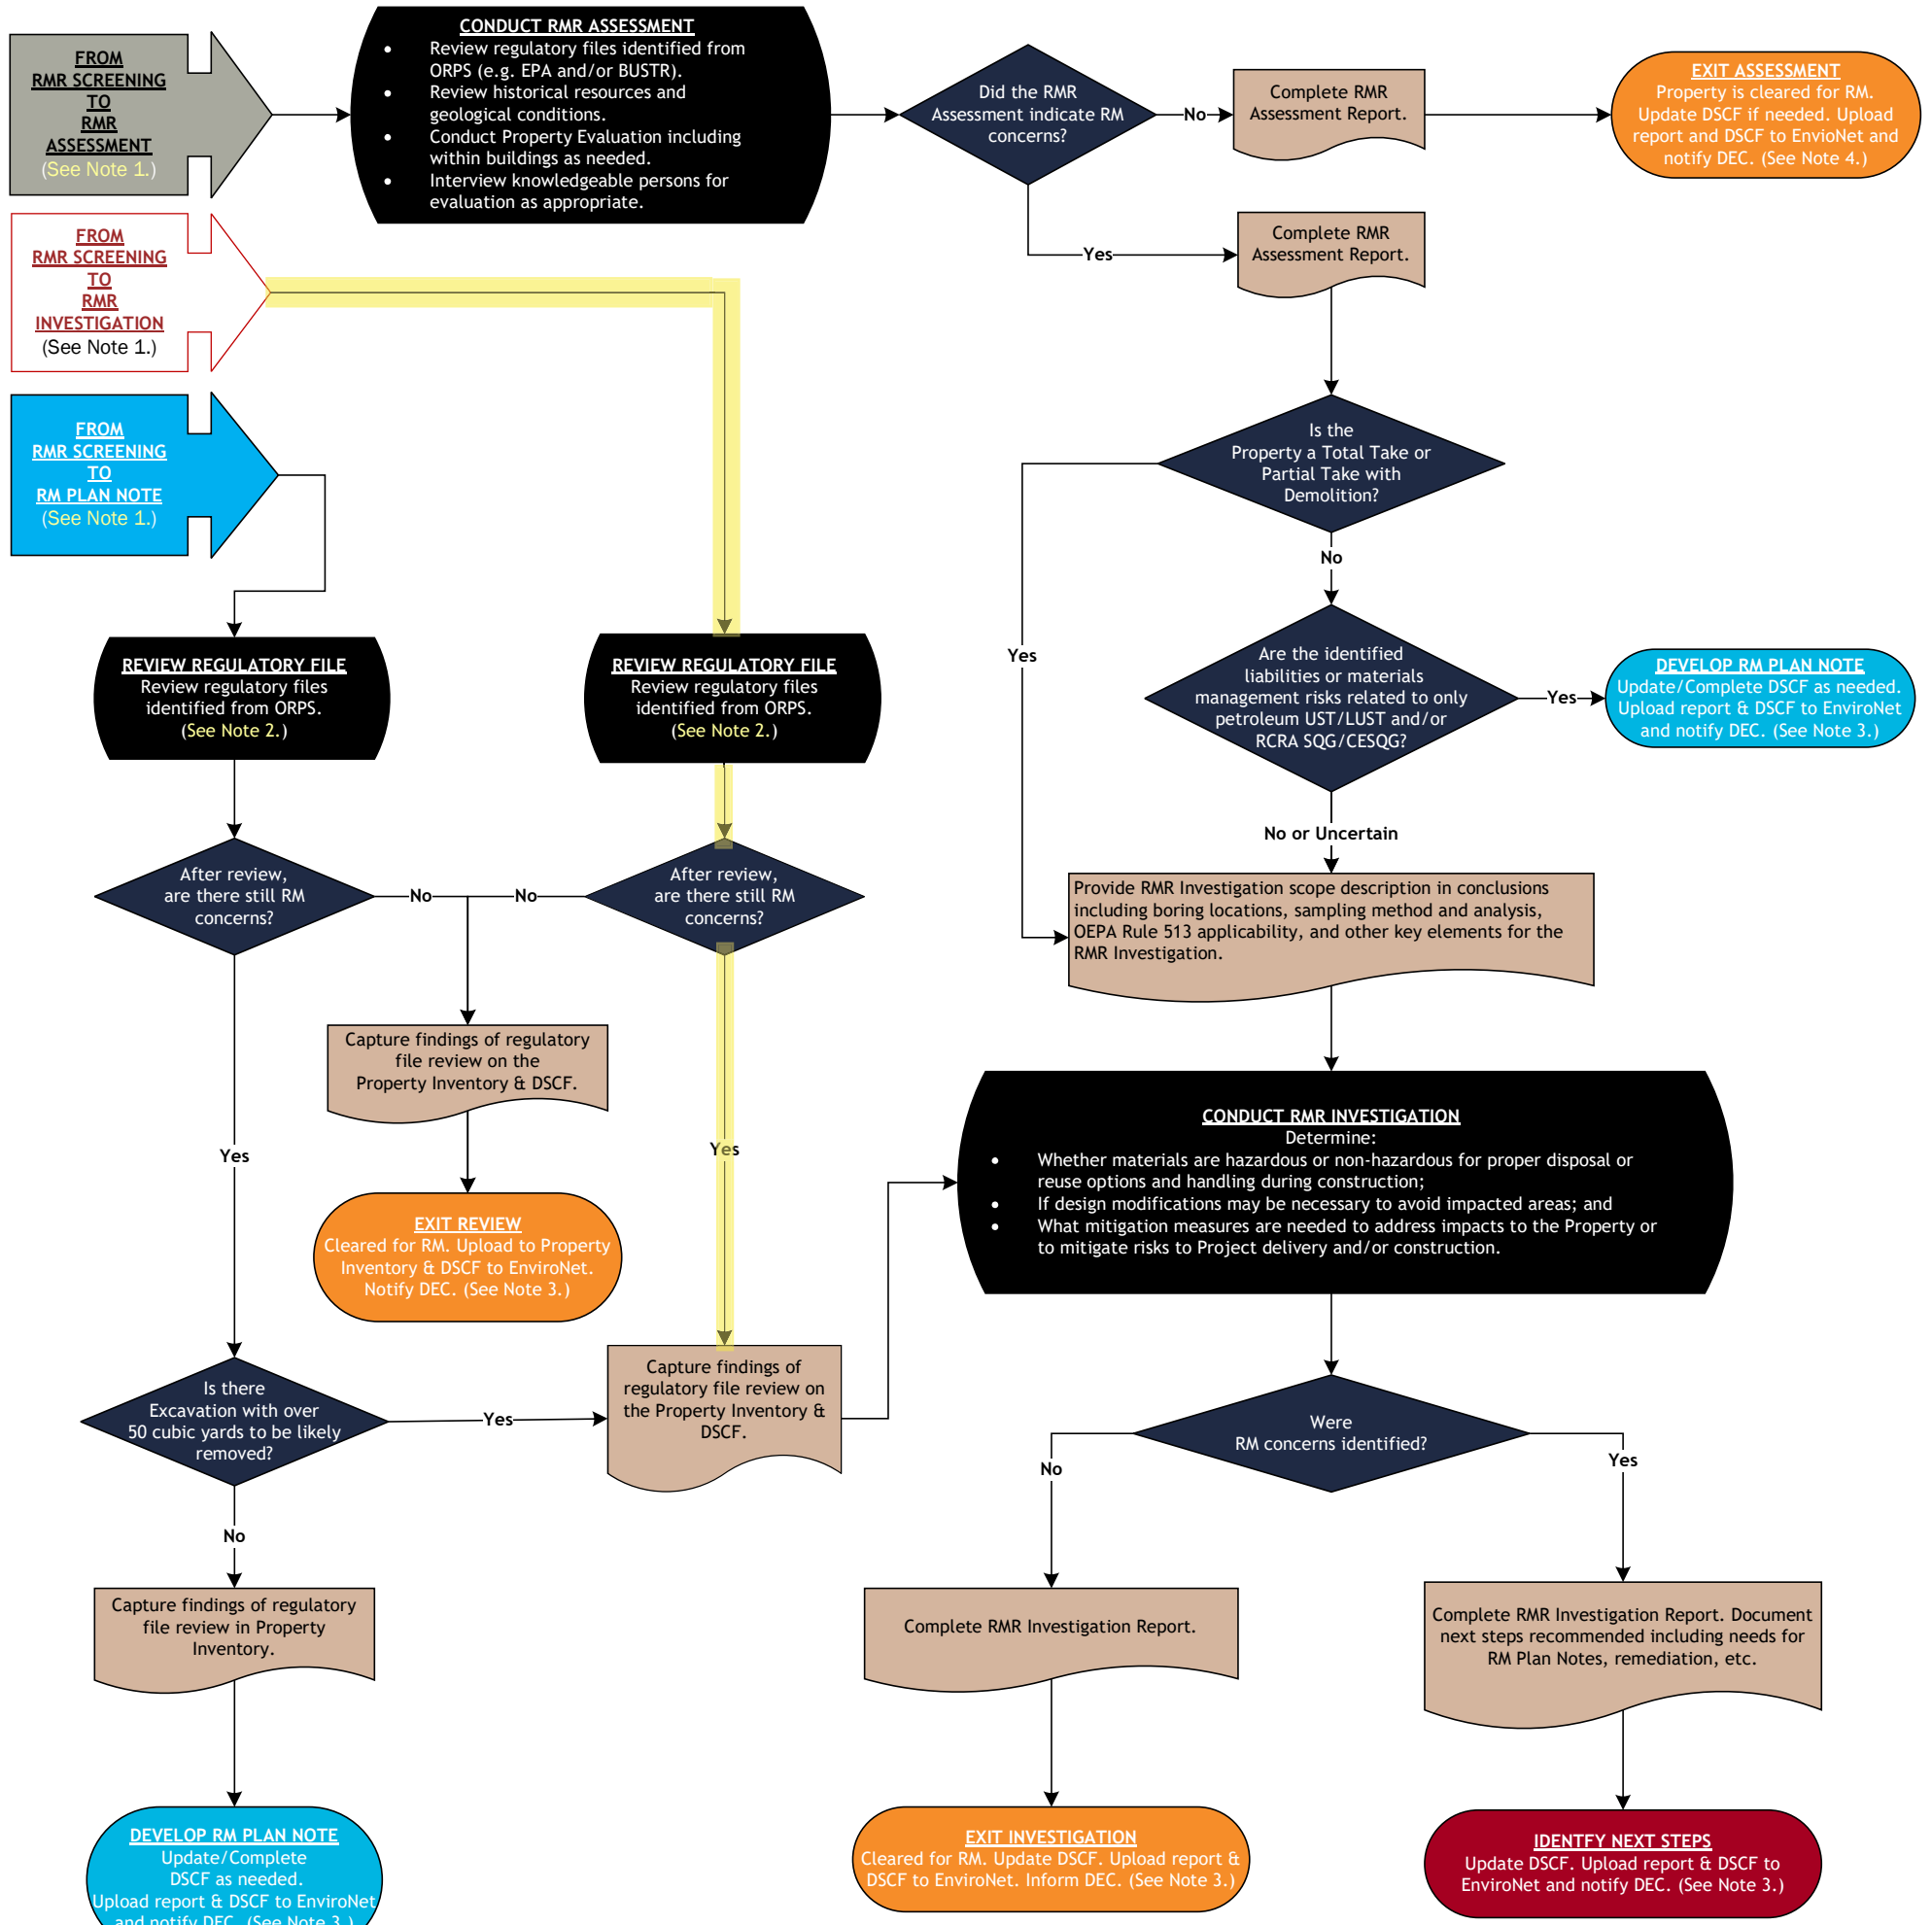 FROM
RMR SCREENING
TO
RMR
ASSESSMENT
(See Note 1.)
CONDUCT RMR ASSESSMENT
• Review regulatory files identified from
ORPS (e.g. EPA and/or BUSTR).
• Review historical resources and
geological conditions.
• Conduct Property Evaluation including
within buildings as needed.
• Interview knowledgeable persons for
evaluation as appropriate.
Did the RMR
Assessment indicate RM
concerns?
No
Complete RMR
Assessment Report.
EXIT ASSESSMENT
Property is cleared for RM.
Update DSCF if needed. Upload
report and DSCF to EnvioNet and
notify DEC. (See Note 4.)
Yes
Complete RMR
Assessment Report.
FROM
RMR SCREENING
TO
RMR
INVESTIGATION
(See Note 1.)
FROM
RMR SCREENING
TO
RM PLAN NOTE
(See Note 1.)
Is the
Property a Total Take or
Partial Take with
Demolition?
No
Yes
Are the identified
liabilities or materials
management risks related to only
petroleum UST/LUST and/or
RCRA SQG/CESQG?
Yes
DEVELOP RM PLAN NOTE
Update/Complete DSCF as needed.
Upload report & DSCF to EnviroNet
and notify DEC. (See Note 3.)
No or Uncertain
REVIEW REGULATORY FILE
Review regulatory files
identified from ORPS.
(See Note 2.)
REVIEW REGULATORY FILE
Review regulatory files
identified from ORPS.
(See Note 2.)
After review,
are there still RM
concerns?
No
No
After review,
are there still RM
concerns?
Provide RMR Investigation scope description in conclusions
including boring locations, sampling method and analysis,
OEPA Rule 513 applicability, and other key elements for the
RMR Investigation.
Capture findings of regulatory
file review on the
Property Inventory & DSCF.
Yes
Yes
EXIT REVIEW
Cleared for RM. Upload to Property
Inventory & DSCF to EnviroNet.
Notify DEC. (See Note 3.)
CONDUCT RMR INVESTIGATION
Determine:
• Whether materials are hazardous or non-hazardous for proper disposal or
reuse options and handling during construction;
• If design modifications may be necessary to avoid impacted areas; and
• What mitigation measures are needed to address impacts to the Property or
to mitigate risks to Project delivery and/or construction.
Is there
Excavation with over
50 cubic yards to be likely
removed?
Yes
Capture findings of
regulatory file review on
the Property Inventory &
DSCF.
Were
RM concerns identified?
No
Yes
No
Capture findings of regulatory
file review in Property
Inventory.
Complete RMR Investigation Report.
Complete RMR Investigation Report. Document
next steps recommended including needs for
RM Plan Notes, remediation, etc.
DEVELOP RM PLAN NOTE
Update/Complete
DSCF as needed.
Upload report & DSCF to EnviroNet
and notify DEC. (See Note 3.)
EXIT INVESTIGATION
Cleared for RM. Update DSCF. Upload report &
DSCF to EnviroNet. Inform DEC. (See Note 3.)
IDENTFY NEXT STEPS
Update DSCF. Upload report & DSCF to
EnviroNet and notify DEC. (See Note 3.)